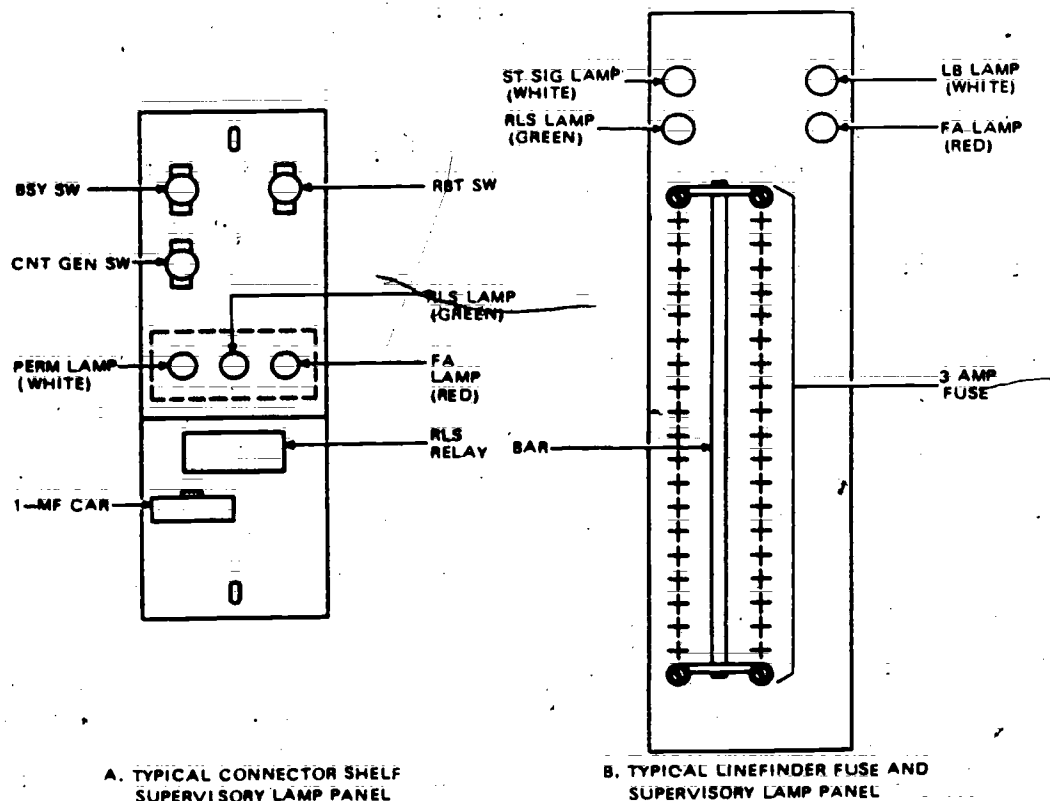 BSY SW
RBT SW
CNT GEN SW
RLS LAMP
(GREEN)
PERM LAMP
(WHITE)
FA
LAMP
(RED)
RLS
RELAY
1-MF CAR
A. TYPICAL CONNECTOR SHELF
SUPERVISORY LAMP PANEL
ST SIG LAMP
(WHITE)
LB LAMP
(WHITE)
RLS LAMP
(GREEN)
FA LAMP
(RED)
3 AMP
FUSE
BAR
B. TYPICAL LINEFINDER FUSE AND
SUPERVISORY LAMP PANEL